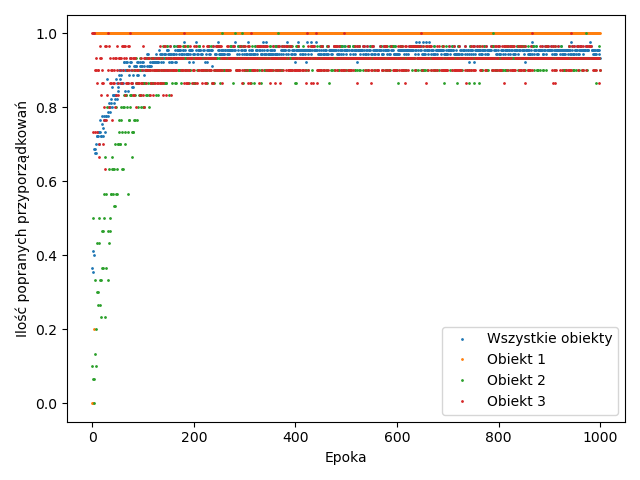 Ilość popranych przyporządkowań
1.0
0.8
0.6
0.4
0.2
0.0
0
200
400
600
800
1000
Epoka
Wszystkie obiekty
Obiekt 1
Obiekt 2
Obiekt 3